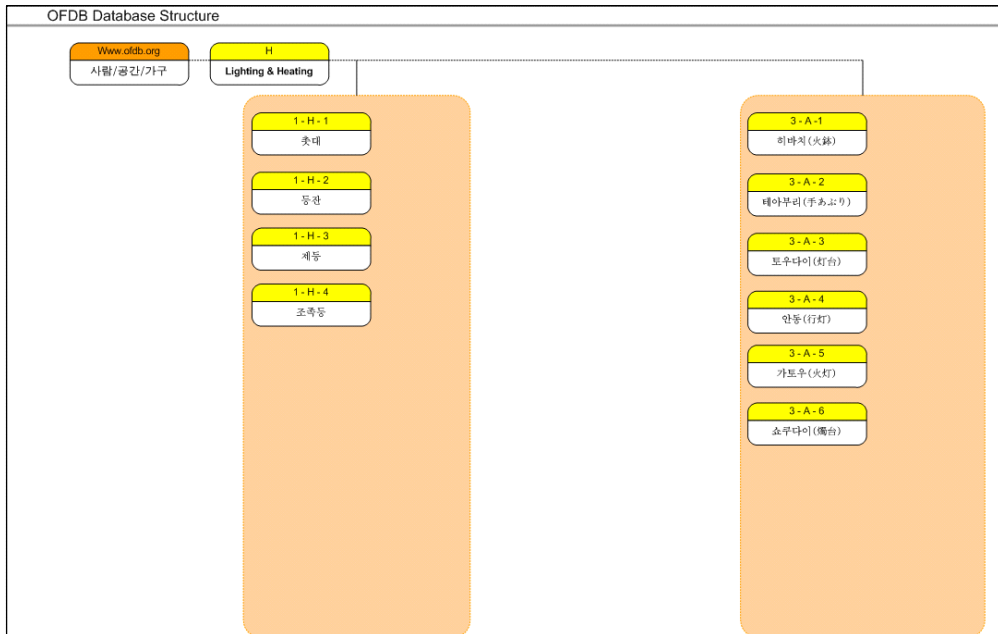 OFDB Database Structure
Www.ofdb.org
사람/공간/가구
H
Lighting & Heating
1 - H - 1
촛대
1 - H - 2
등잔
1 - H - 3
제등
1 - H - 4
조족등
3 - A -1
히바치(火鉢)
3 - A - 2
테아부리(手あぶり)
3 - A - 3
토우다이(灯台)
3 - A - 4
안동(行灯)
3 - A - 5
가토우(火灯)
3 - A - 6
쇼쿠다이(燭台)